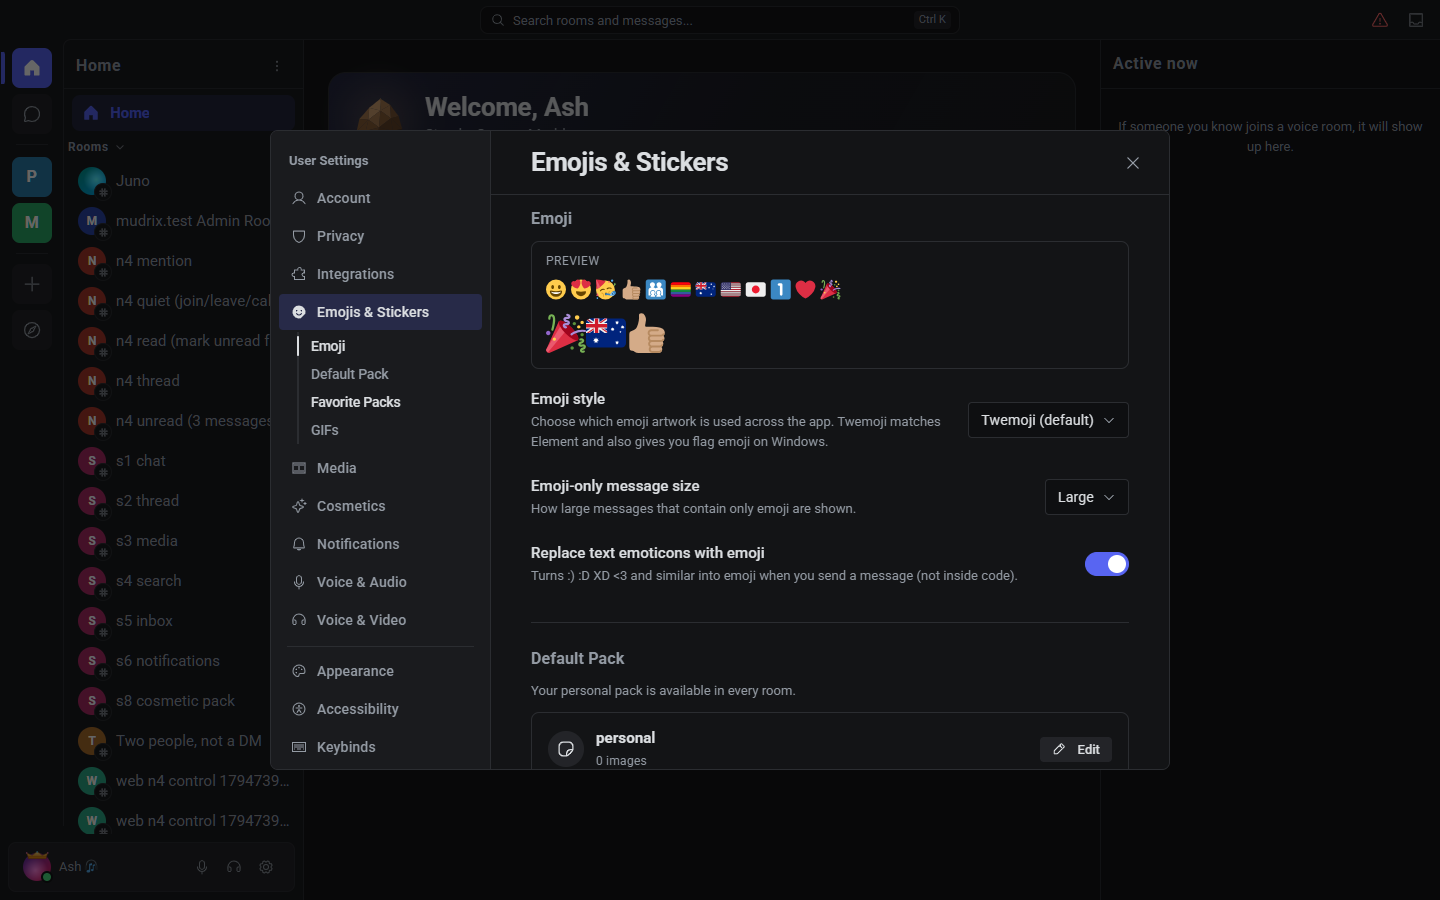 Search rooms and messages...
Ctrl K
Home
Home
Rooms
P
M
Juno
M mudrix.test Admin Roo
N n4 mention
N n4 quiet (join/leave/cal
N n4 read (mark unread f
N n4 thread
N n4 unread (3 messages
S s1 chat
S s2 thread
S s3 media
S s4 search
S s5 inbox
S s6 notifications
S s8 cosmetic pack
T Two people, not a DM
W web n4 control 1794739...
W web n4 control 1794739...
Ash
Welcome, Ash
Active now
If someone you know joins a voice room, it will show
up here.
User Settings
Account
Privacy
Integrations
Emojis & Stickers
Emoji
Default Pack
Favorite Packs
GIFs
Media
Cosmetics
Notifications
Voice & Audio
Voice & Video
Appearance
Accessibility
Keybinds
Emojis & Stickers
Emoji
PREVIEW
Emoji style
Choose which emoji artwork is used across the app. Twemoji matches
Element and also gives you flag emoji on Windows.
Twemoji (default)
Emoji-only message size
How large messages that contain only emoji are shown.
Large
Replace text emoticons with emoji
Turns :) :D XD <3 and similar into emoji when you send a message (not inside code).
Default Pack
Your personal pack is available in every room.
personal
0 images
Edit